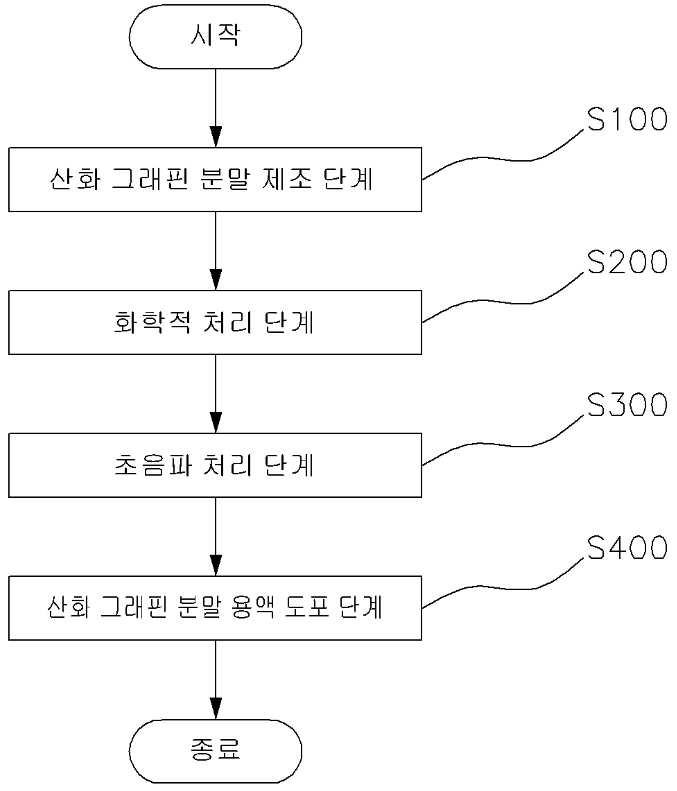 시작
S100
산화 그래핀 분말 제조 단계
S200
화학적 처리 단계
S300
초음파 처리 단계
S400
산화 그래핀 분말 용액 도포 단계
종료